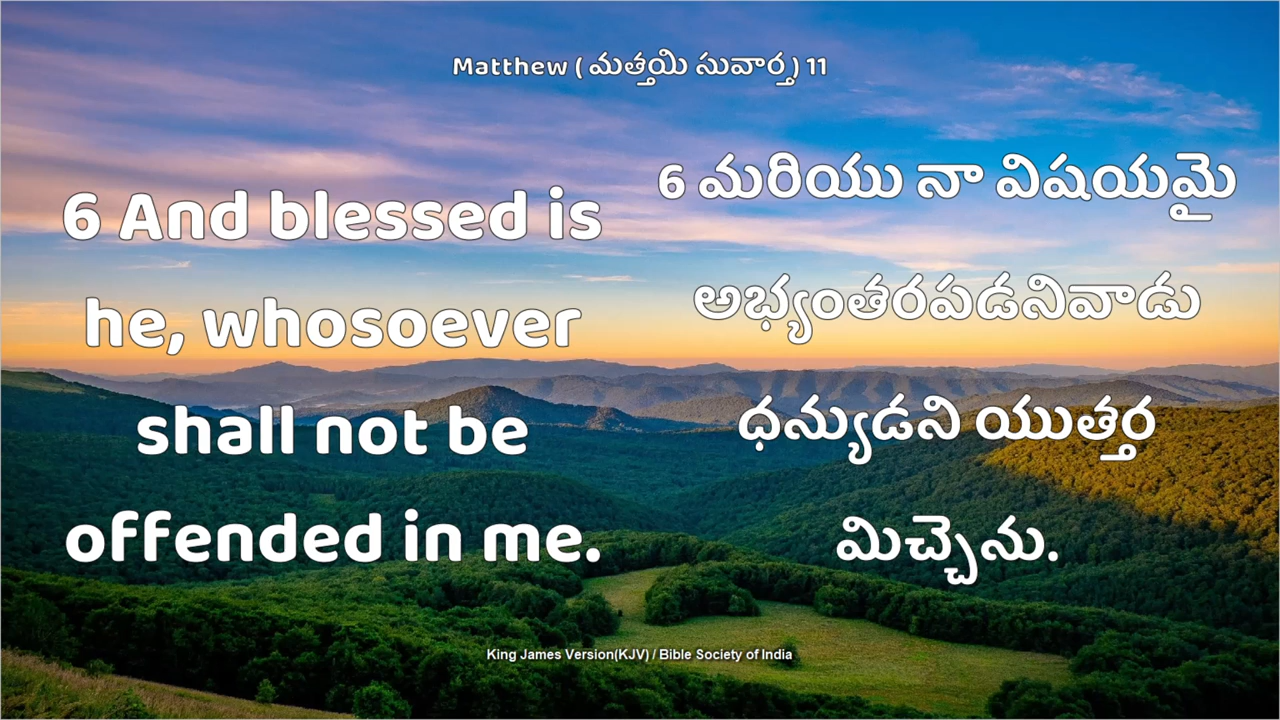 Matthew ( మత్తయి సువార్త ) 11
6 And blessed is
he, whosoever
shall not be
offended in me.
6 మరియు నా విషయమై
అభ్యంతరపడనివాడు
ధన్యుడని యుత్తర
మిచ్చెను.
King James Version(KJV) / Bible Society of India